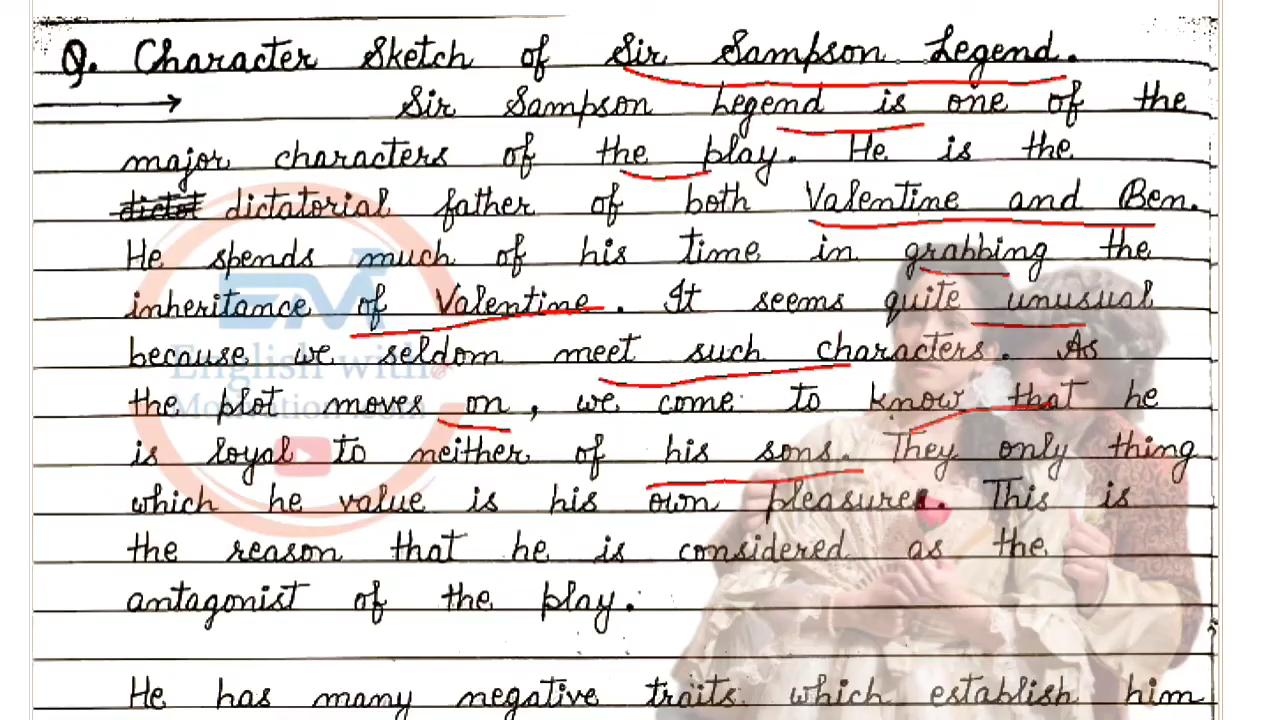 Q. Character Sketch of Sir Sampson Legend.
Sir Sampson Legend is one of the
major characters of the play. He is the
dictatorial father of both Valentine and Ben.
He spends much of his time in grabbing the
inheritance of Valentine. It seems quite unusual
because we seldom meet such characters. As
the plot moves on, we come to know that he
is loyal to neither of his sons. They only thing
which he value is his own pleasures. This is
the reason that he is considered as the
antagonist of the play.
He has many negative traits which establish him
English with